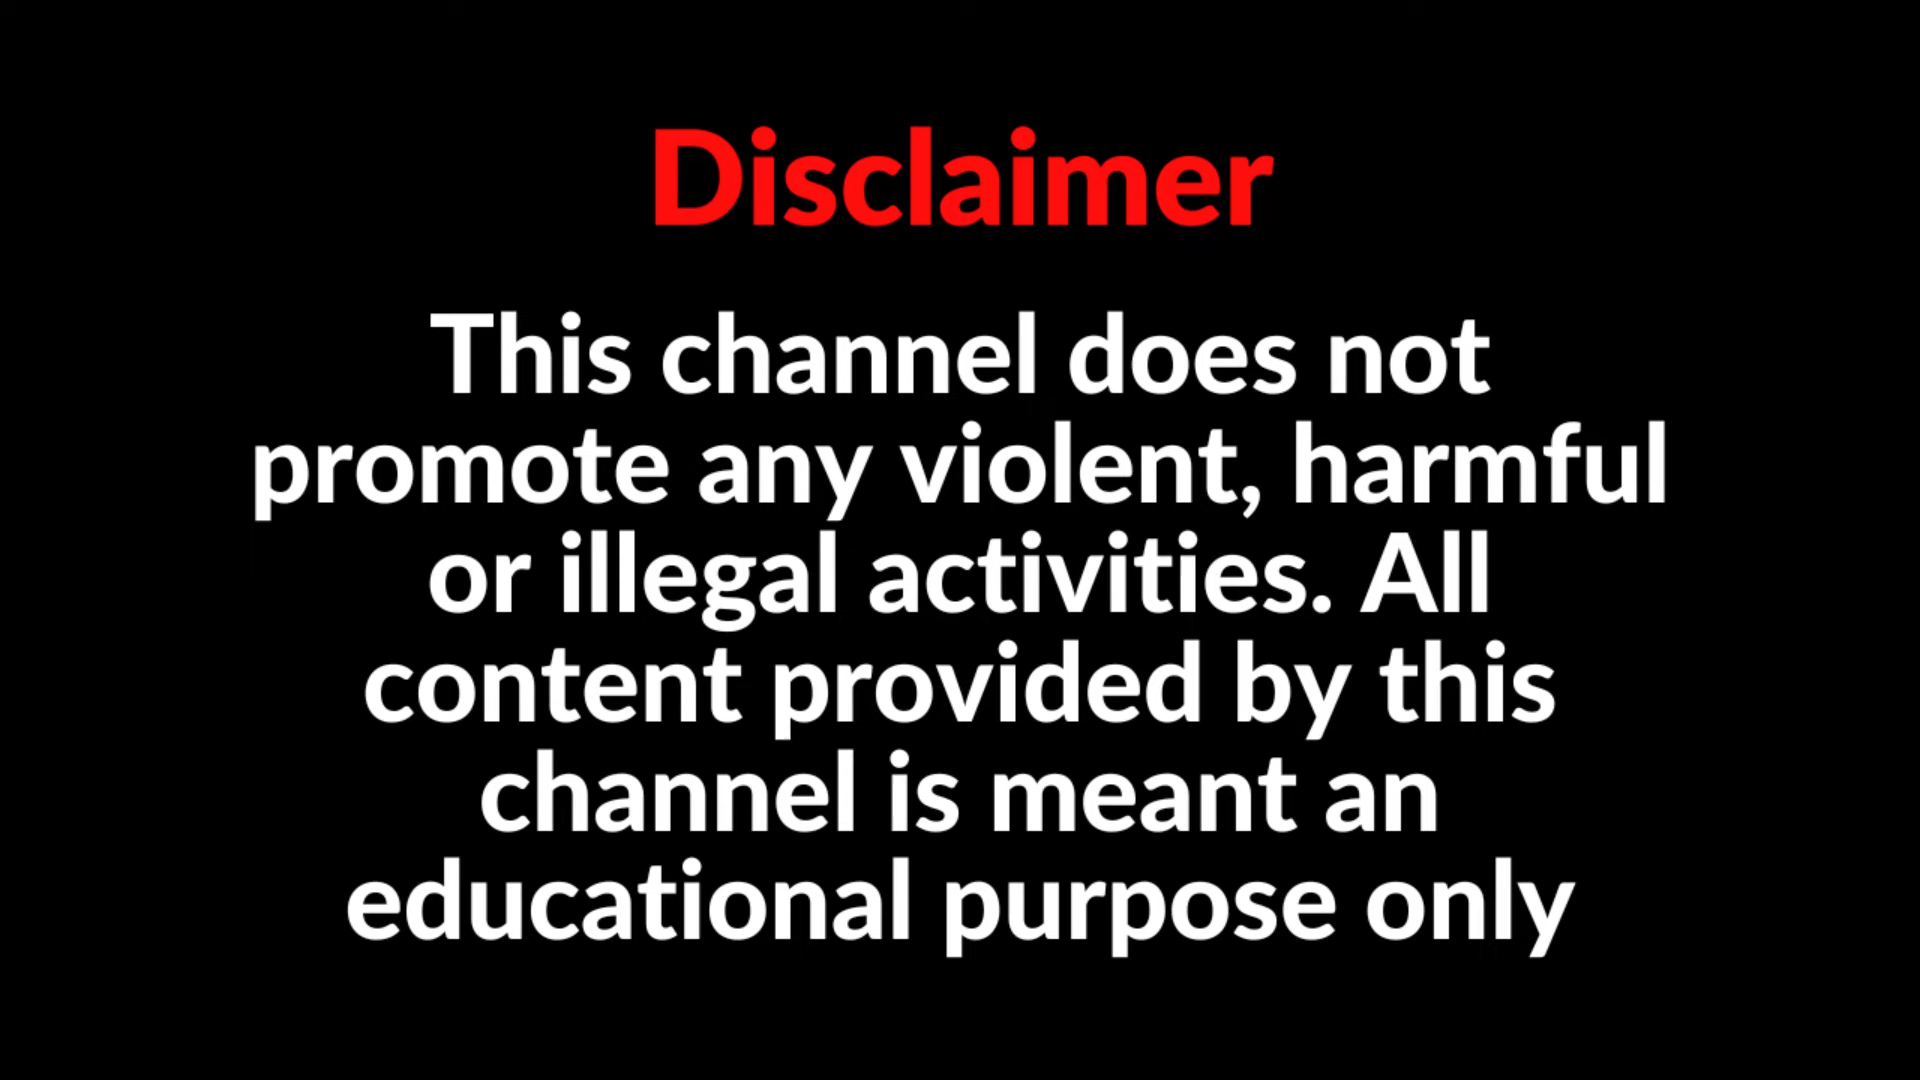 Disclaimer
This channel does not
promote any violent, harmful
or illegal activities. All
content provided by this
channel is meant an
educational purpose only